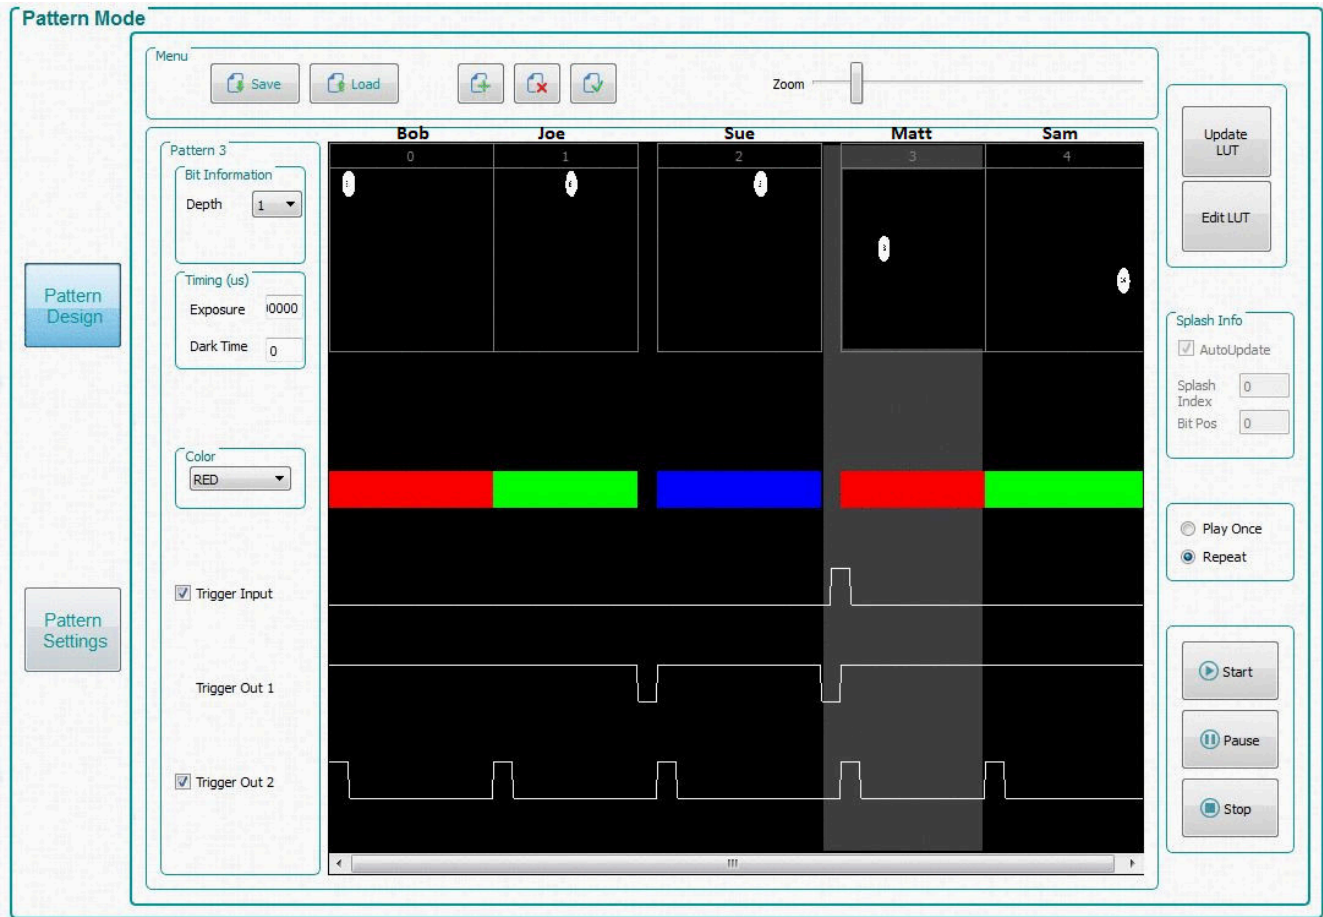 Pattern Mode
Menu
Save
Load
Zoom
Bob Joe Sue Matt Sam
Pattern 3
0 1 2 3 4
Bit Information
Depth 1
Timing (us)
Exposure 00000
Dark Time 0
Color
RED
Trigger Input
Trigger Out 1
Trigger Out 2
Pattern
Design
Pattern
Settings
Update
LUT
Edit LUT
Splash Info
AutoUpdate
Splash
Index
0
Bit Pos 0
Play Once
Repeat
Start
Pause
Stop